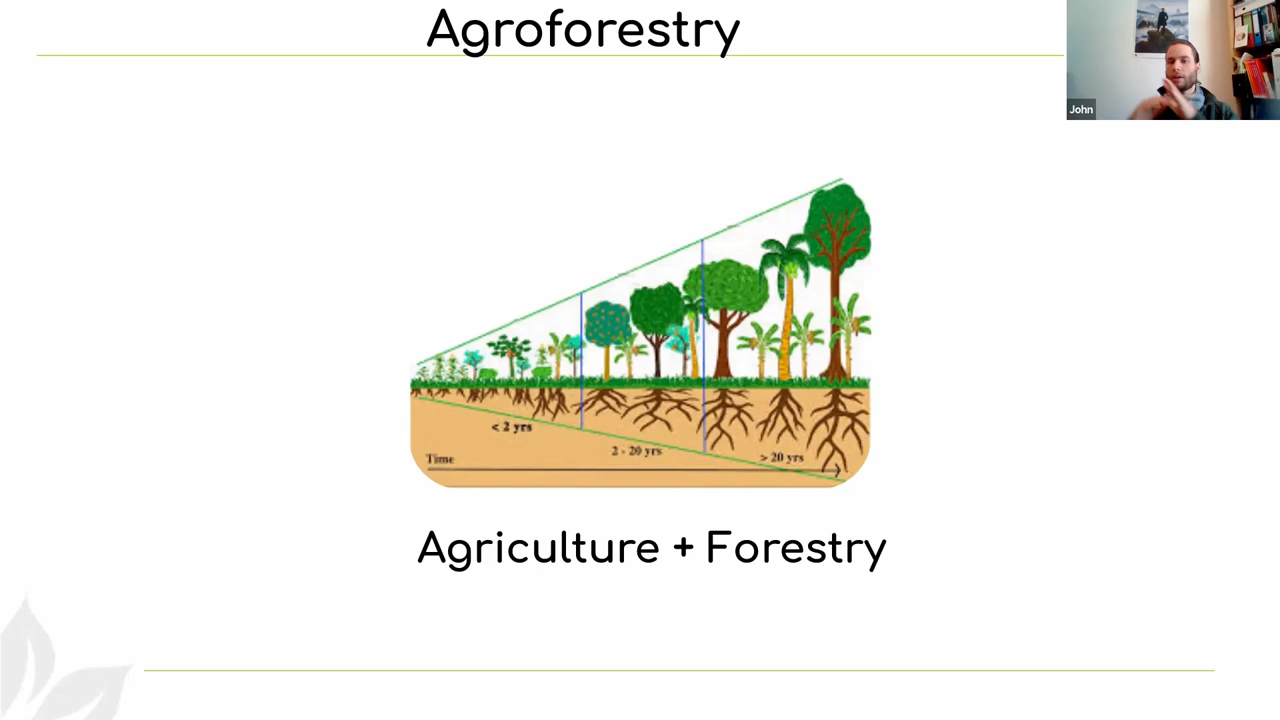 Agroforestry
John
< 2 yrs
2 - 20 yrs
> 20 yrs
Time
Agriculture + Forestry